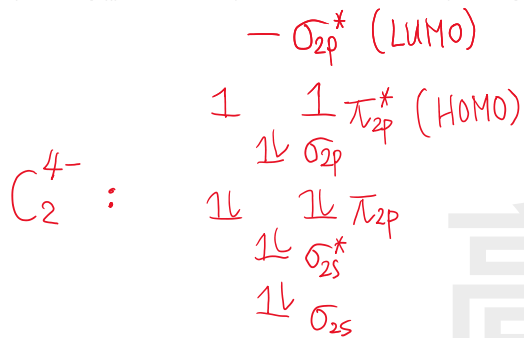 — σ2p* (LUMO)
1 1 π2p* (HOMO)
1L σ2p
C2^4- : 1L 1L π2p
1L σ2s*
1L σ2s